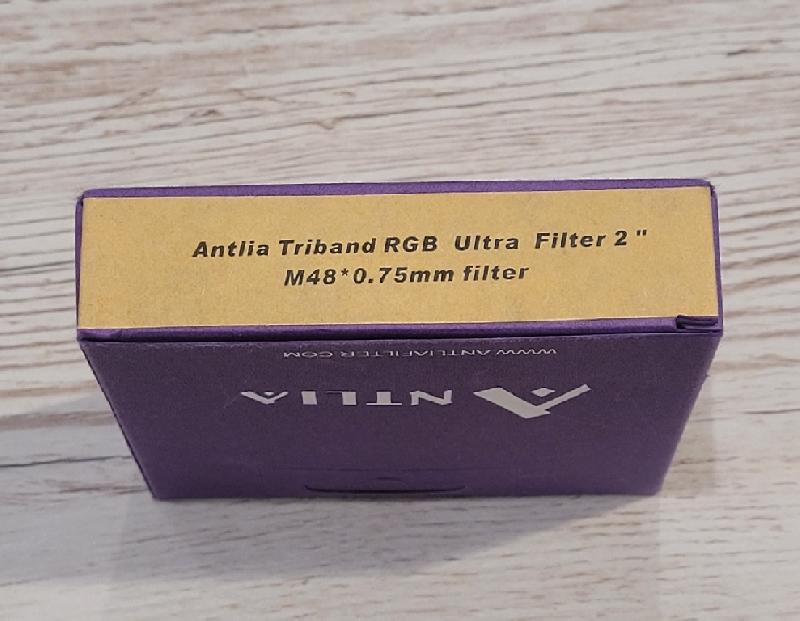 Antlia Triband RGB Ultra Filter 2 "
M48*0.75mm filter
WWW.ANTLIAFILTER.COM
ANTLIA